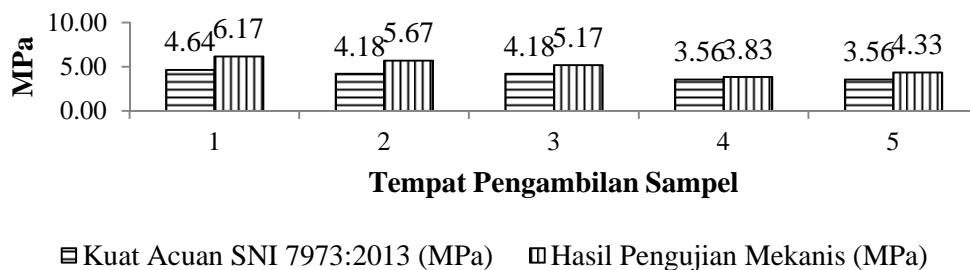 MPa
10.00
5.00
0.00
4.64 6.17
4.18 5.67
4.18 5.17
3.56 3.83
3.56 4.33
1 2 3 4 5
Tempat Pengambilan Sampel
Kuat Acuan SNI 7973:2013 (MPa) Hasil Pengujian Mekanis (MPa)